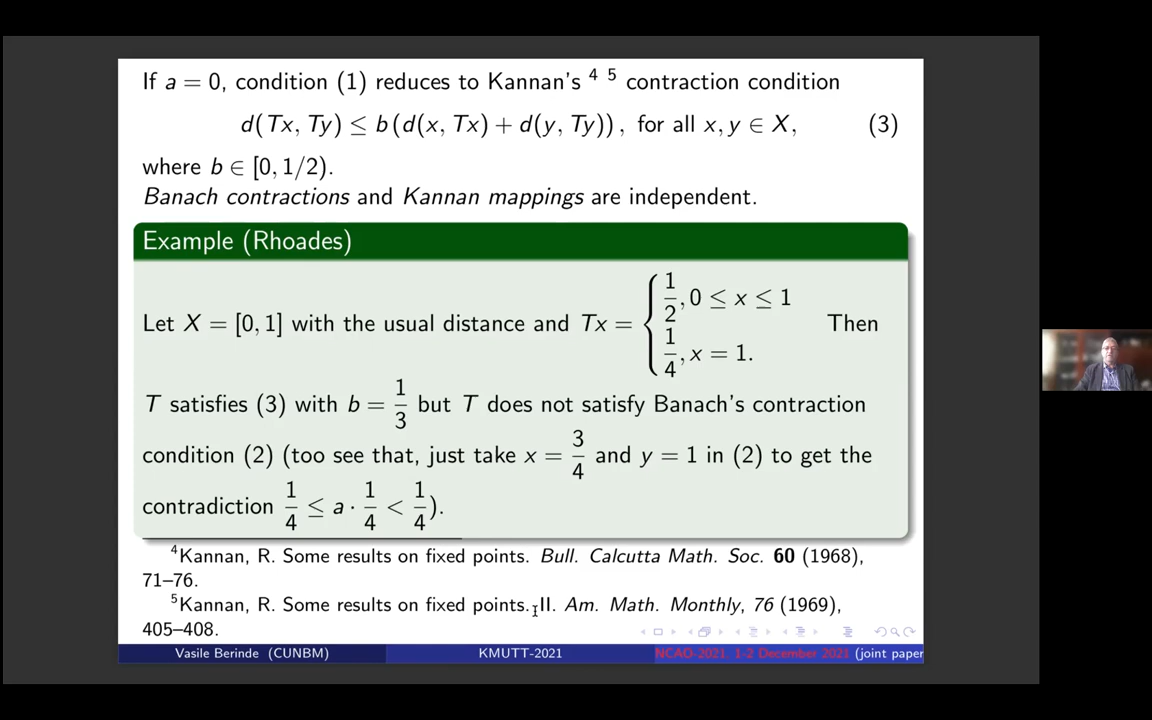 If a = 0, condition (1) reduces to Kannan's ⁴ ⁵ contraction condition
d(Tx, Ty) ≤ b (d(x, Tx) + d(y, Ty)) , for all x, y ∈ X, (3)
where b ∈ [0, 1/2).
Banach contractions and Kannan mappings are independent.
Example (Rhoades)
Let X = [0, 1] with the usual distance and Tx = { 1/2, 0 ≤ x ≤ 1 ; 1/4, x = 1. Then
T satisfies (3) with b = 1/3 but T does not satisfy Banach's contraction
condition (2) (too see that, just take x = 3/4 and y = 1 in (2) to get the
contradiction 1/4 ≤ a · 1/4 < 1/4).
⁴Kannan, R. Some results on fixed points. Bull. Calcutta Math. Soc. 60 (1968),
71–76.
⁵Kannan, R. Some results on fixed points. II. Am. Math. Monthly, 76 (1969),
405–408.
Vasile Berinde (CUNBM) KMUTT-2021 NCAO-2021, 1-2 December 2021 (joint paper